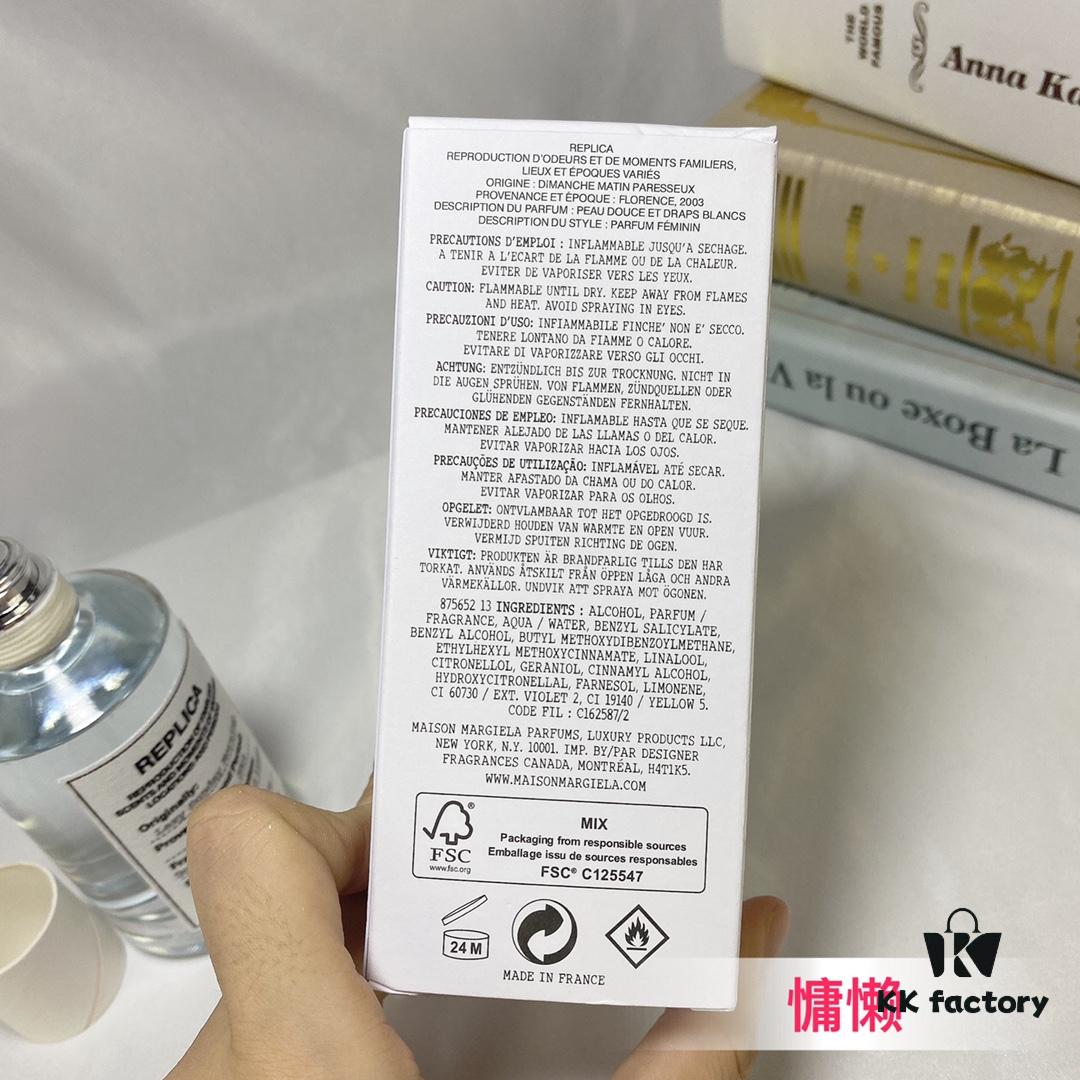 THE
WORLD
FAMOUS
Anna Ka
La Boxe ou la V
REPLICA
REPRODUCTION D'ODEURS ET DE MOMENTS FAMILIERS,
LIEUX ET ÉPOQUES VARIÉS
ORIGINE : DIMANCHE MATIN PARESSEUX
PROVENANCE ET ÉPOQUE : FLORENCE, 2003
DESCRIPTION DU PARFUM : PEAU DOUCE ET DRAPS BLANCS
DESCRIPTION DU STYLE : PARFUM FÉMININ
PRECAUTIONS D'EMPLOI : INFLAMMABLE JUSQU'A SECHAGE.
A TENIR A L'ECART DE LA FLAMME OU DE LA CHALEUR.
EVITER DE VAPORISER VERS LES YEUX.
CAUTION: FLAMMABLE UNTIL DRY. KEEP AWAY FROM FLAMES
AND HEAT. AVOID SPRAYING IN EYES.
PRECAUZIONI D'USO: INFIAMMABILE FINCHE' NON E' SECCO.
TENERE LONTANO DA FIAMME O CALORE.
EVITARE DI VAPORIZZARE VERSO GLI OCCHI.
ACHTUNG: ENTZÜNDLICH BIS ZUR TROCKNUNG. NICHT IN
DIE AUGEN SPRÜHEN. VON FLAMMEN, ZÜNDQUELLEN ODER
GLÜHENDEN GEGENSTÄNDEN FERNHALTEN.
PRECAUCIONES DE EMPLEO: INFLAMABLE HASTA QUE SE SEQUE.
MANTENER ALEJADO DE LAS LLAMAS O DEL CALOR.
EVITAR VAPORIZAR HACIA LOS OJOS.
PRECAUÇÕES DE UTILIZAÇÃO: INFLAMÁVEL ATÉ SECAR.
MANTER AFASTADO DA CHAMA OU DO CALOR.
EVITAR VAPORIZAR PARA OS OLHOS.
OPGELET: ONTVLAMBAAR TOT HET OPGEDROOGD IS.
VERWIJDERD HOUDEN VAN WARMTE EN OPEN VUUR.
VERMIJD SPUITEN RICHTING DE OGEN.
VIKTIGT: PRODUKTEN ÄR BRANDFARLIG TILLS DEN HAR
TORKAT. ANVÄNDS ÅTSKILT FRÅN ÖPPEN LÅGA OCH ANDRA
VÄRMEKÄLLOR. UNDVIK ATT SPRAYA MOT ÖGONEN.
875652 13 INGREDIENTS : ALCOHOL, PARFUM /
FRAGRANCE, AQUA / WATER, BENZYL SALICYLATE,
BENZYL ALCOHOL, BUTYL METHOXYDIBENZOYLMETHANE,
ETHYLHEXYL METHOXYCINNAMATE, LINALOOL,
CITRONELLOL, GERANIOL, CINNAMYL ALCOHOL,
HYDROXYCITRONELLAL, FARNESOL, LIMONENE,
CI 60730 / EXT. VIOLET 2, CI 19140 / YELLOW 5.
CODE FIL : C162587/2
MAISON MARGIELA PARFUMS, LUXURY PRODUCTS LLC,
NEW YORK, N.Y. 10001. IMP. BY/PAR DESIGNER
FRAGRANCES CANADA, MONTRÉAL, H4T1K5.
WWW.MAISONMARGIELA.COM
FSC
www.fsc.org
MIX
Packaging from responsible sources
Emballage issu de sources responsables
FSC® C125547
24 M
MADE IN FRANCE
REPLICA
Originally:
慵懒
KK factory